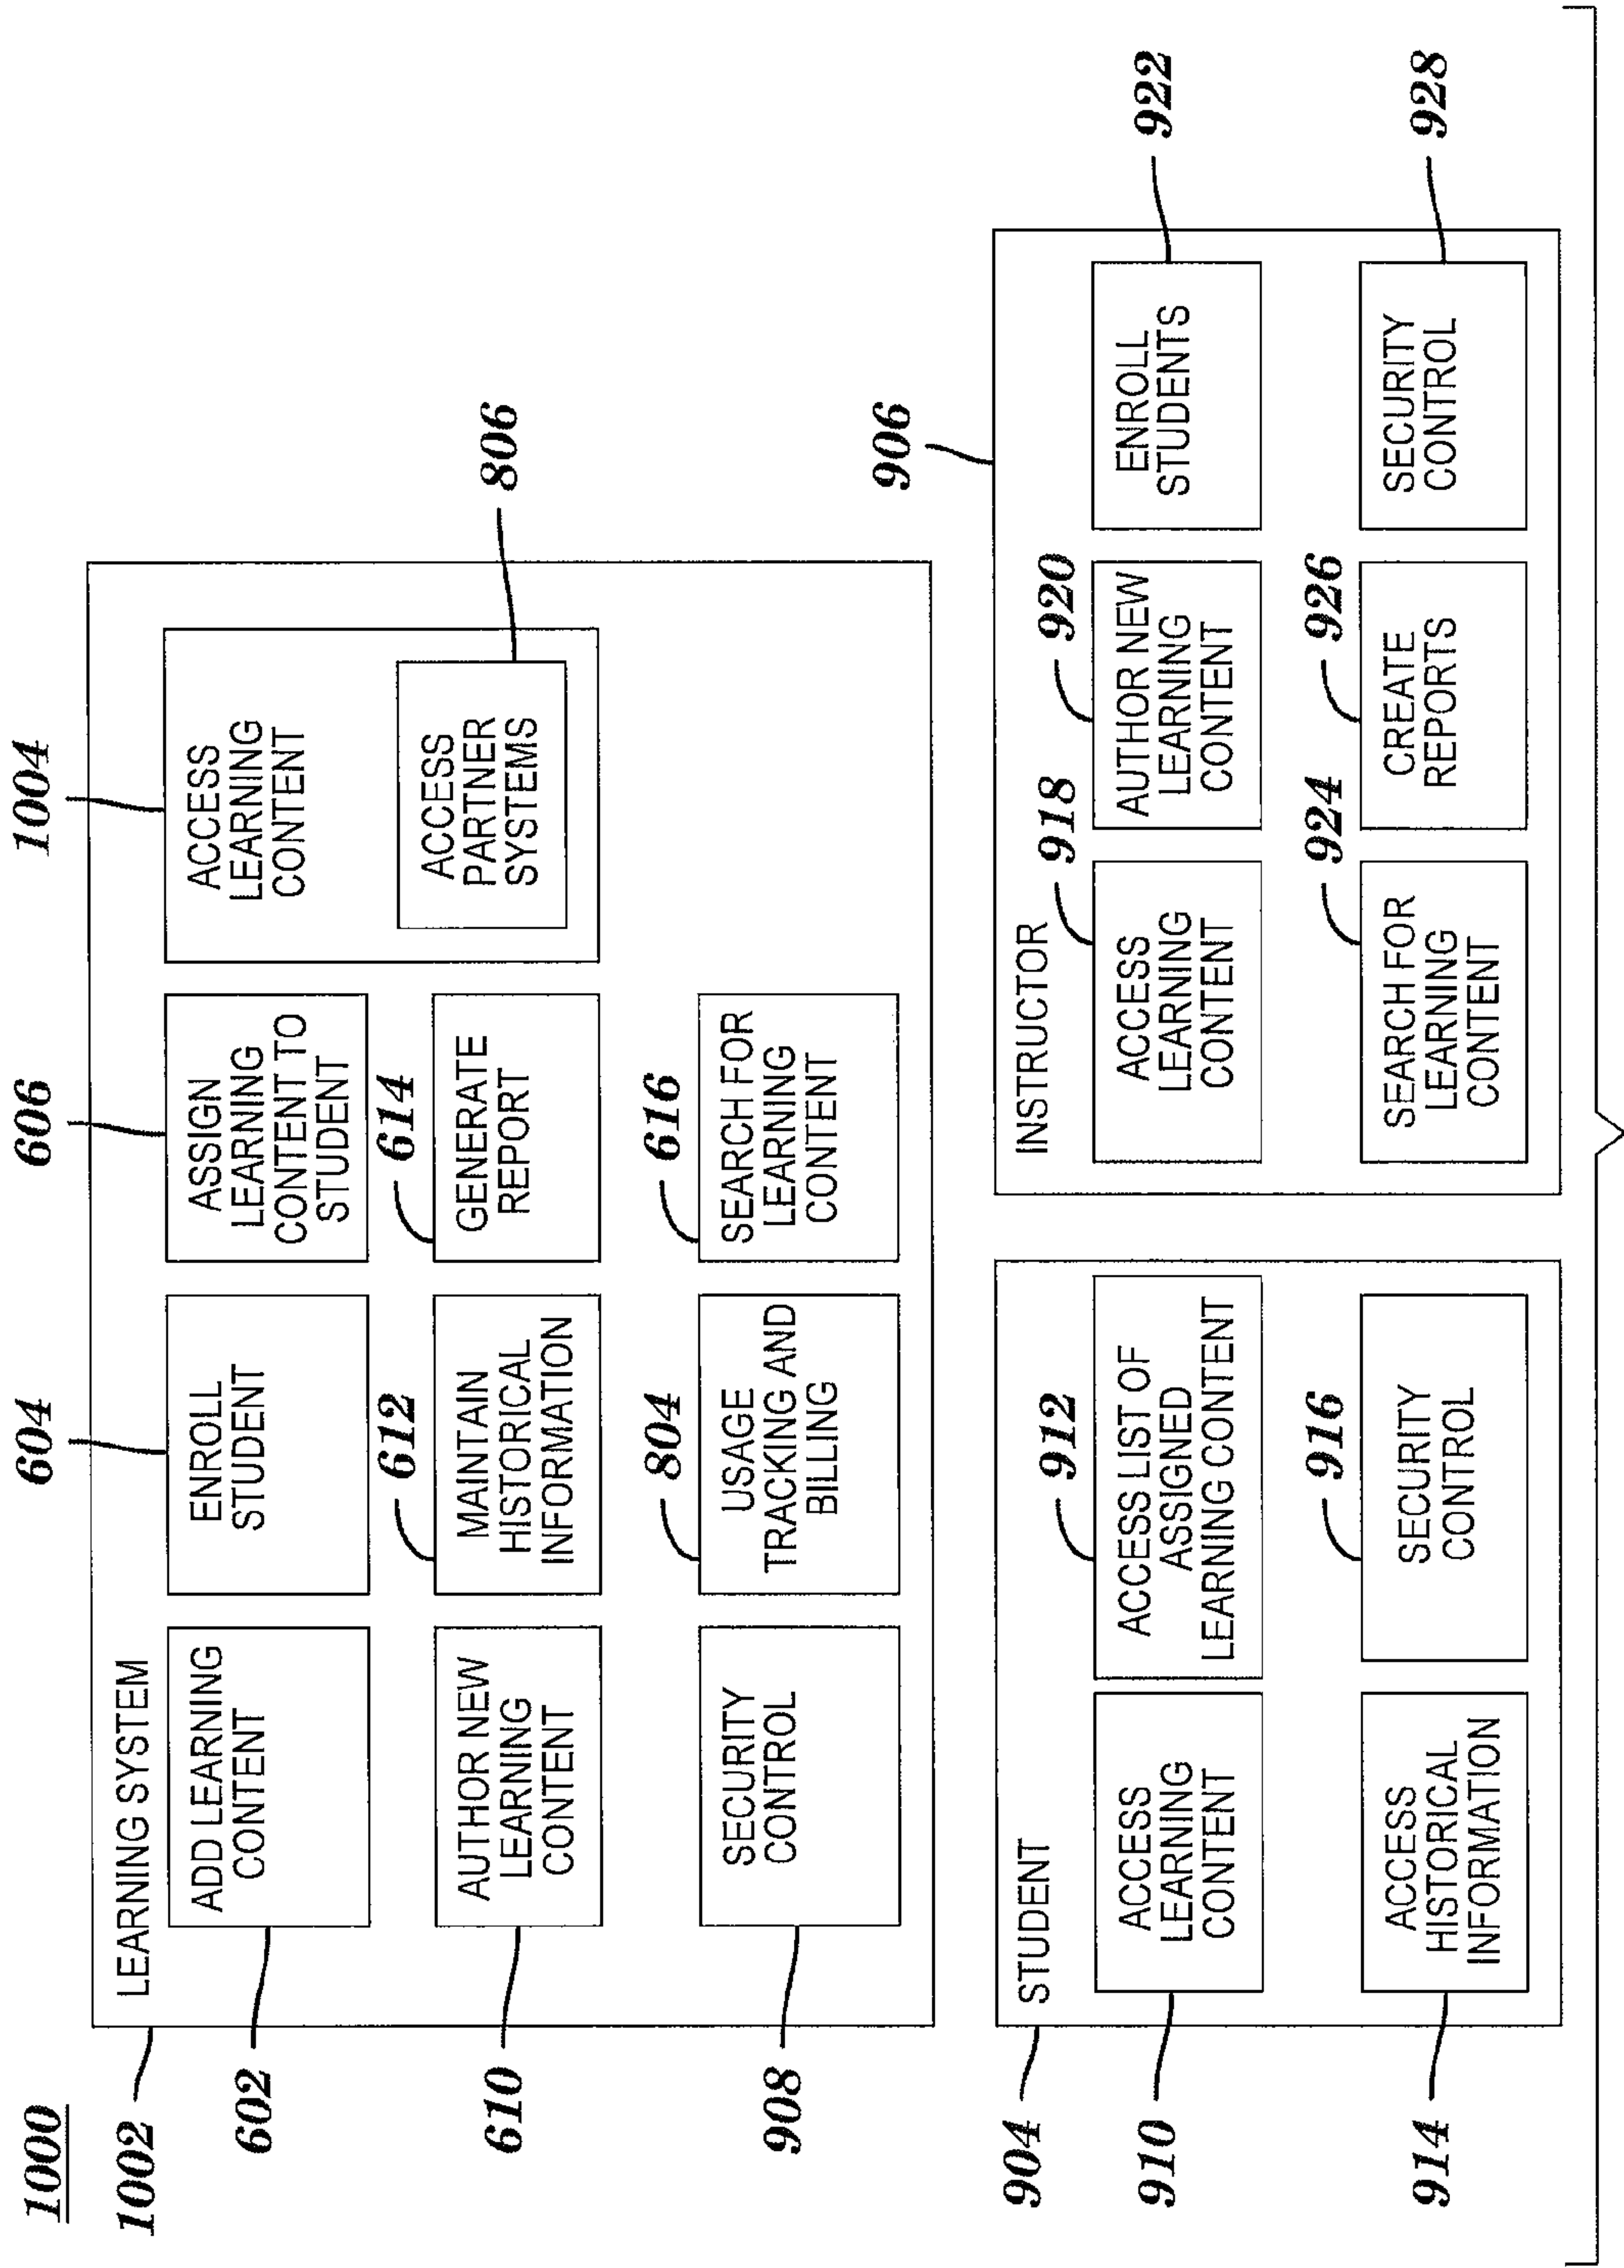 1000
1002
LEARNING SYSTEM
602
ADD LEARNING
CONTENT
604
ENROLL
STUDENT
606
ASSIGN
LEARNING
CONTENT TO
STUDENT
1004
ACCESS
LEARNING
CONTENT
806
ACCESS
PARTNER
SYSTEMS
610
AUTHOR NEW
LEARNING
CONTENT
612
MAINTAIN
HISTORICAL
INFORMATION
614
GENERATE
REPORT
908
SECURITY
CONTROL
804
USAGE
TRACKING AND
BILLING
616
SEARCH FOR
LEARNING
CONTENT
904
STUDENT
910
ACCESS
LEARNING
CONTENT
912
ACCESS LIST OF
ASSIGNED
LEARNING CONTENT
914
ACCESS
HISTORICAL
INFORMATION
916
SECURITY
CONTROL
906
INSTRUCTOR
918
ACCESS
LEARNING
CONTENT
920
AUTHOR NEW
LEARNING
CONTENT
922
ENROLL
STUDENTS
924
SEARCH FOR
LEARNING
CONTENT
926
CREATE
REPORTS
928
SECURITY
CONTROL